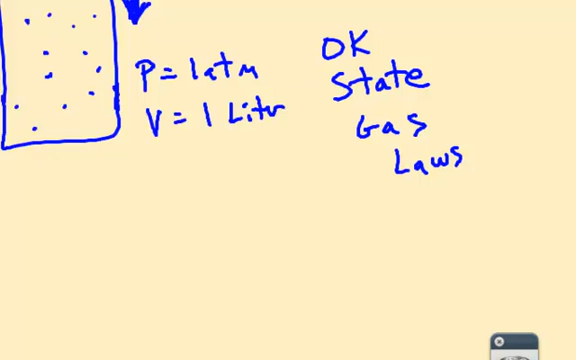 P = 1 atm
V = 1 Liter
OK
State
Gas
Laws